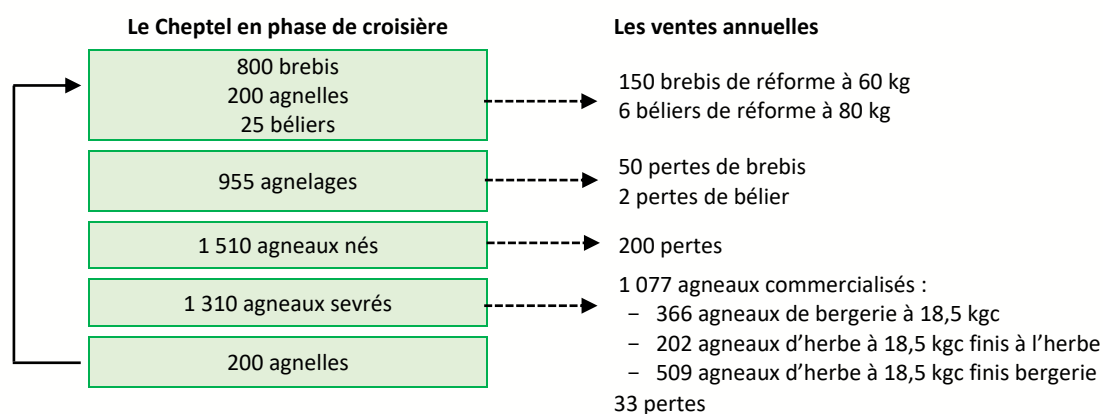 Le Cheptel en phase de croisière
Les ventes annuelles
800 brebis
200 agnelles
25 béliers
150 brebis de réforme à 60 kg
6 béliers de réforme à 80 kg
955 agnelages
50 pertes de brebis
2 pertes de bélier
1 510 agneaux nés
200 pertes
1 310 agneaux sevrés
1 077 agneaux commercialisés :
− 366 agneaux de bergerie à 18,5 kgc
− 202 agneaux d’herbe à 18,5 kgc finis à l’herbe
− 509 agneaux d’herbe à 18,5 kgc finis bergerie
33 pertes
200 agnelles